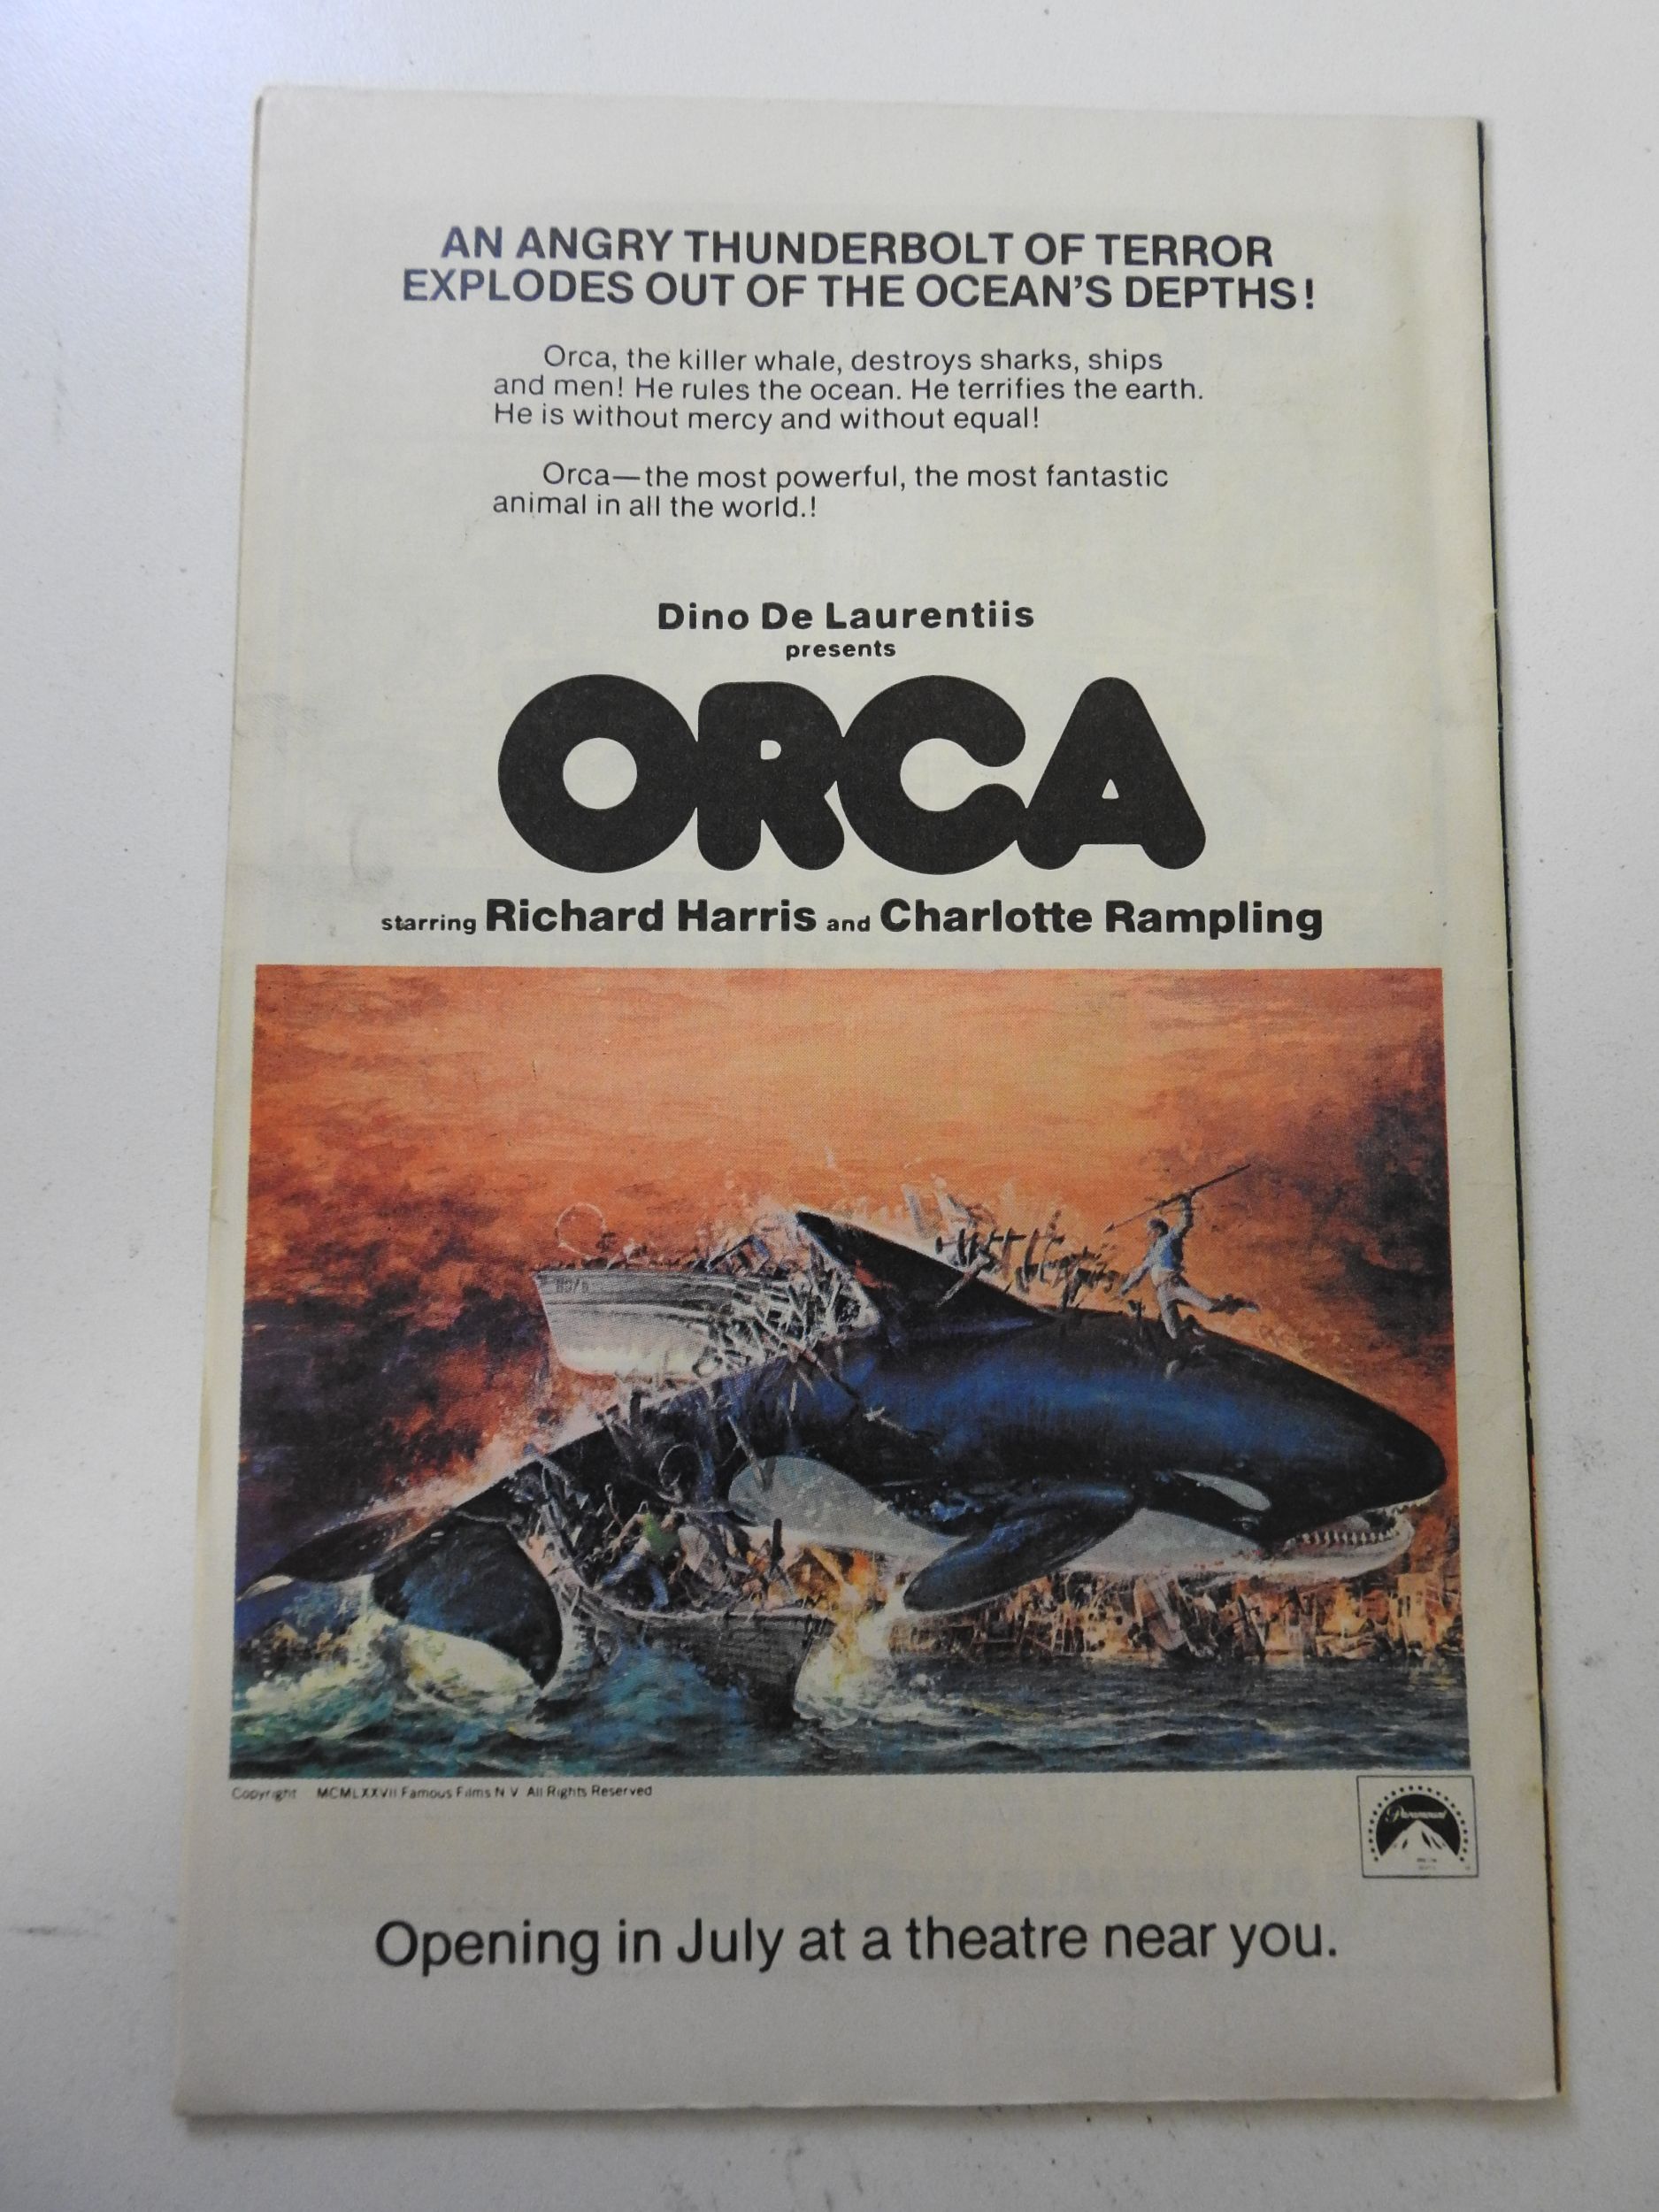 AN ANGRY THUNDERBOLT OF TERROR
EXPLODES OUT OF THE OCEAN'S DEPTHS!
Orca, the killer whale, destroys sharks, ships
and men! He rules the ocean. He terrifies the earth.
He is without mercy and without equal!
Orca—the most powerful, the most fantastic
animal in all the world.!
Dino De Laurentiis
presents
ORCA
starring Richard Harris and Charlotte Rampling
Copyright MCMLXXVII Famous Films N V All Rights Reserved
Paramount
Opening in July at a theatre near you.